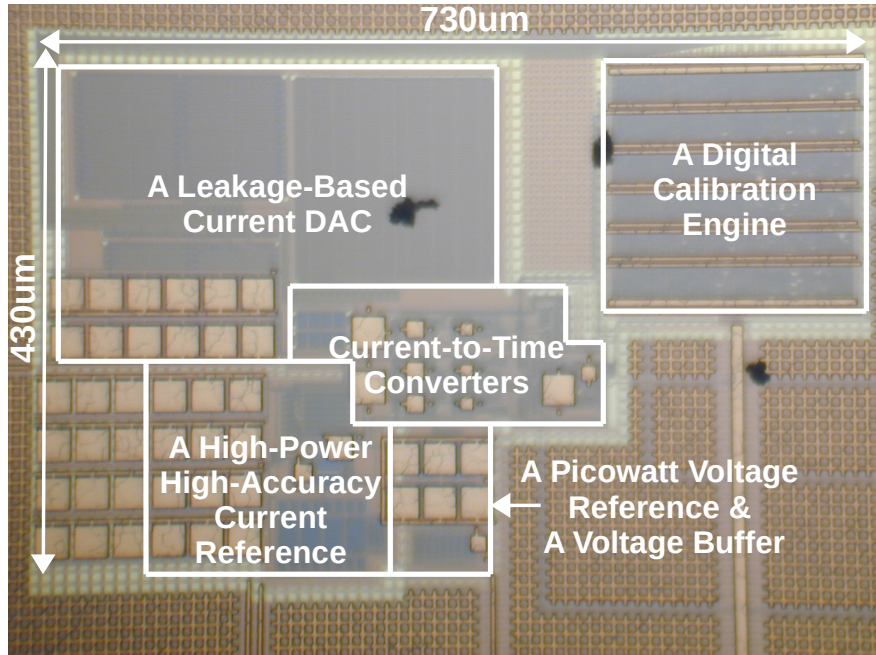 730um
430um
A Leakage-Based
Current DAC
A Digital
Calibration
Engine
Current-to-Time
Converters
A High-Power
High-Accuracy
Current
Reference
A Picowatt Voltage
Reference &
A Voltage Buffer